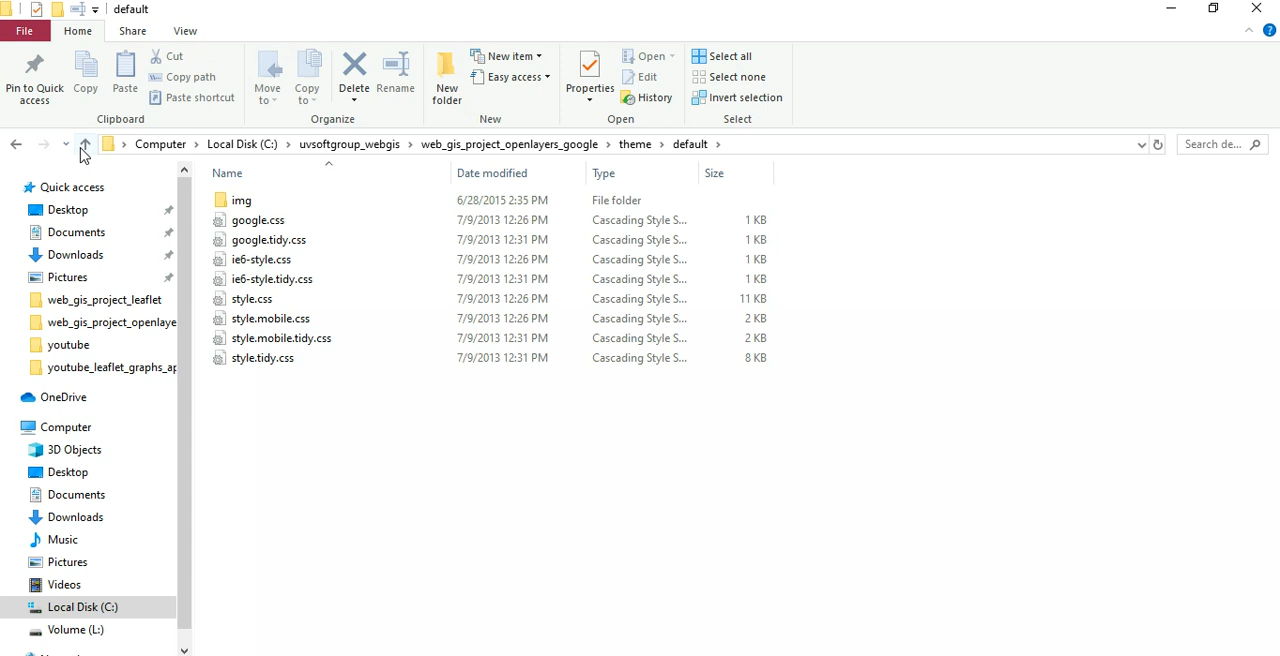 default
File Home Share View
Pin to Quick access
Copy
Paste
Cut
Copy path
Paste shortcut
Clipboard
Move to
Copy to
Delete
Rename
Organize
New folder
New item
Easy access
New
Properties
Open
Edit
History
Open
Select all
Select none
Invert selection
Select
Computer Local Disk (C:) uvsoftgroup_webgis web_gis_project_openlayers_google theme default
Search de...
Quick access
Desktop
Documents
Downloads
Pictures
web_gis_project_leaflet
web_gis_project_openlaye
youtube
youtube_leaflet_graphs_ap
OneDrive
Computer
3D Objects
Desktop
Documents
Downloads
Music
Pictures
Videos
Local Disk (C:)
Volume (L:)
Name Date modified Type Size
img 6/28/2015 2:35 PM File folder
google.css 7/9/2013 12:26 PM Cascading Style S... 1 KB
google.tidy.css 7/9/2013 12:31 PM Cascading Style S... 1 KB
ie6-style.css 7/9/2013 12:26 PM Cascading Style S... 1 KB
ie6-style.tidy.css 7/9/2013 12:31 PM Cascading Style S... 1 KB
style.css 7/9/2013 12:26 PM Cascading Style S... 11 KB
style.mobile.css 7/9/2013 12:26 PM Cascading Style S... 2 KB
style.mobile.tidy.css 7/9/2013 12:31 PM Cascading Style S... 2 KB
style.tidy.css 7/9/2013 12:31 PM Cascading Style S... 8 KB